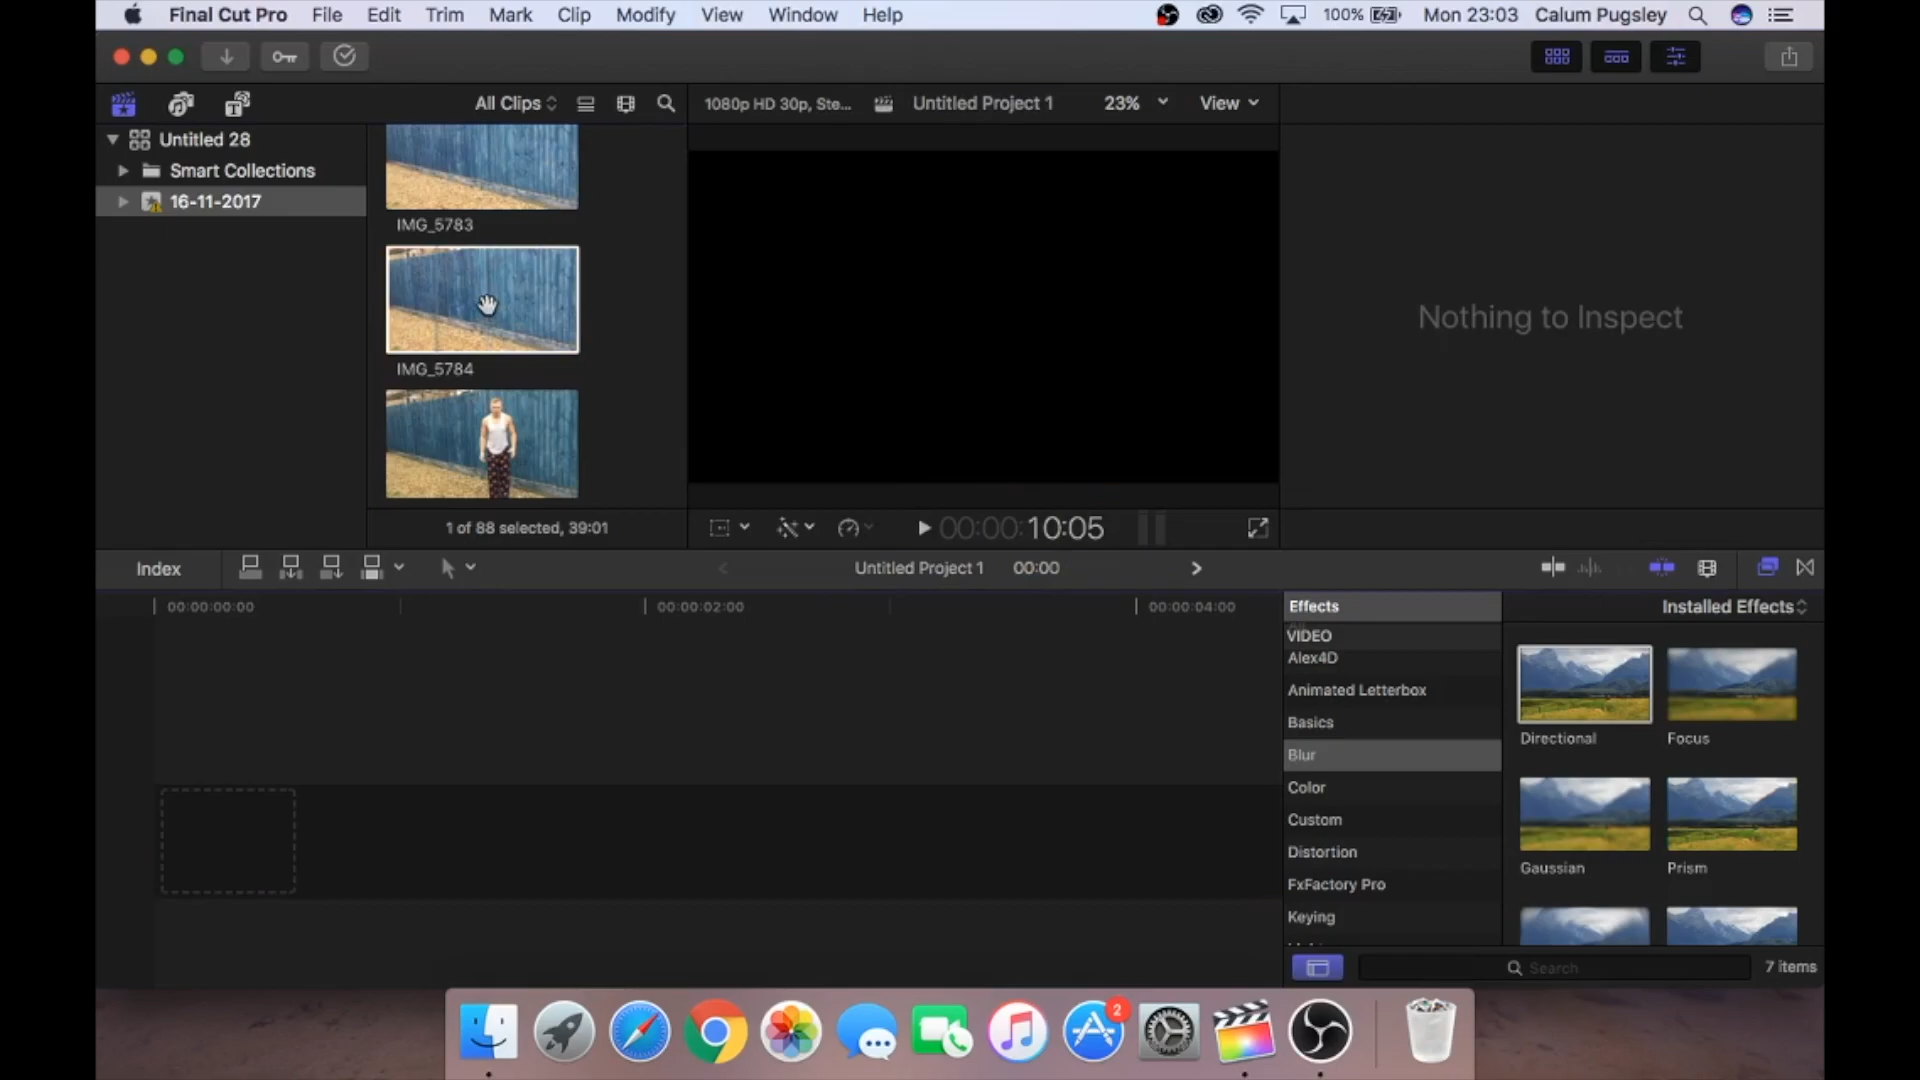 Final Cut Pro File Edit Trim Mark Clip Modify View Window Help 100% Mon 23:03 Calum Pugsley
All Clips 1080p HD 30p, Ste... Untitled Project 1 23% View
Untitled 28
Smart Collections
16-11-2017
IMG_5783
IMG_5784
Nothing to Inspect
1 of 88 selected, 39:01
00:00:10:05
Index Untitled Project 1 00:00
00:00:00:00 00:00:02:00 00:00:04:00
Effects Installed Effects
VIDEO
Alex4D
Animated Letterbox
Basics
Blur
Color
Custom
Distortion
FxFactory Pro
Keying
Directional Focus
Gaussian Prism
Search 7 items
2